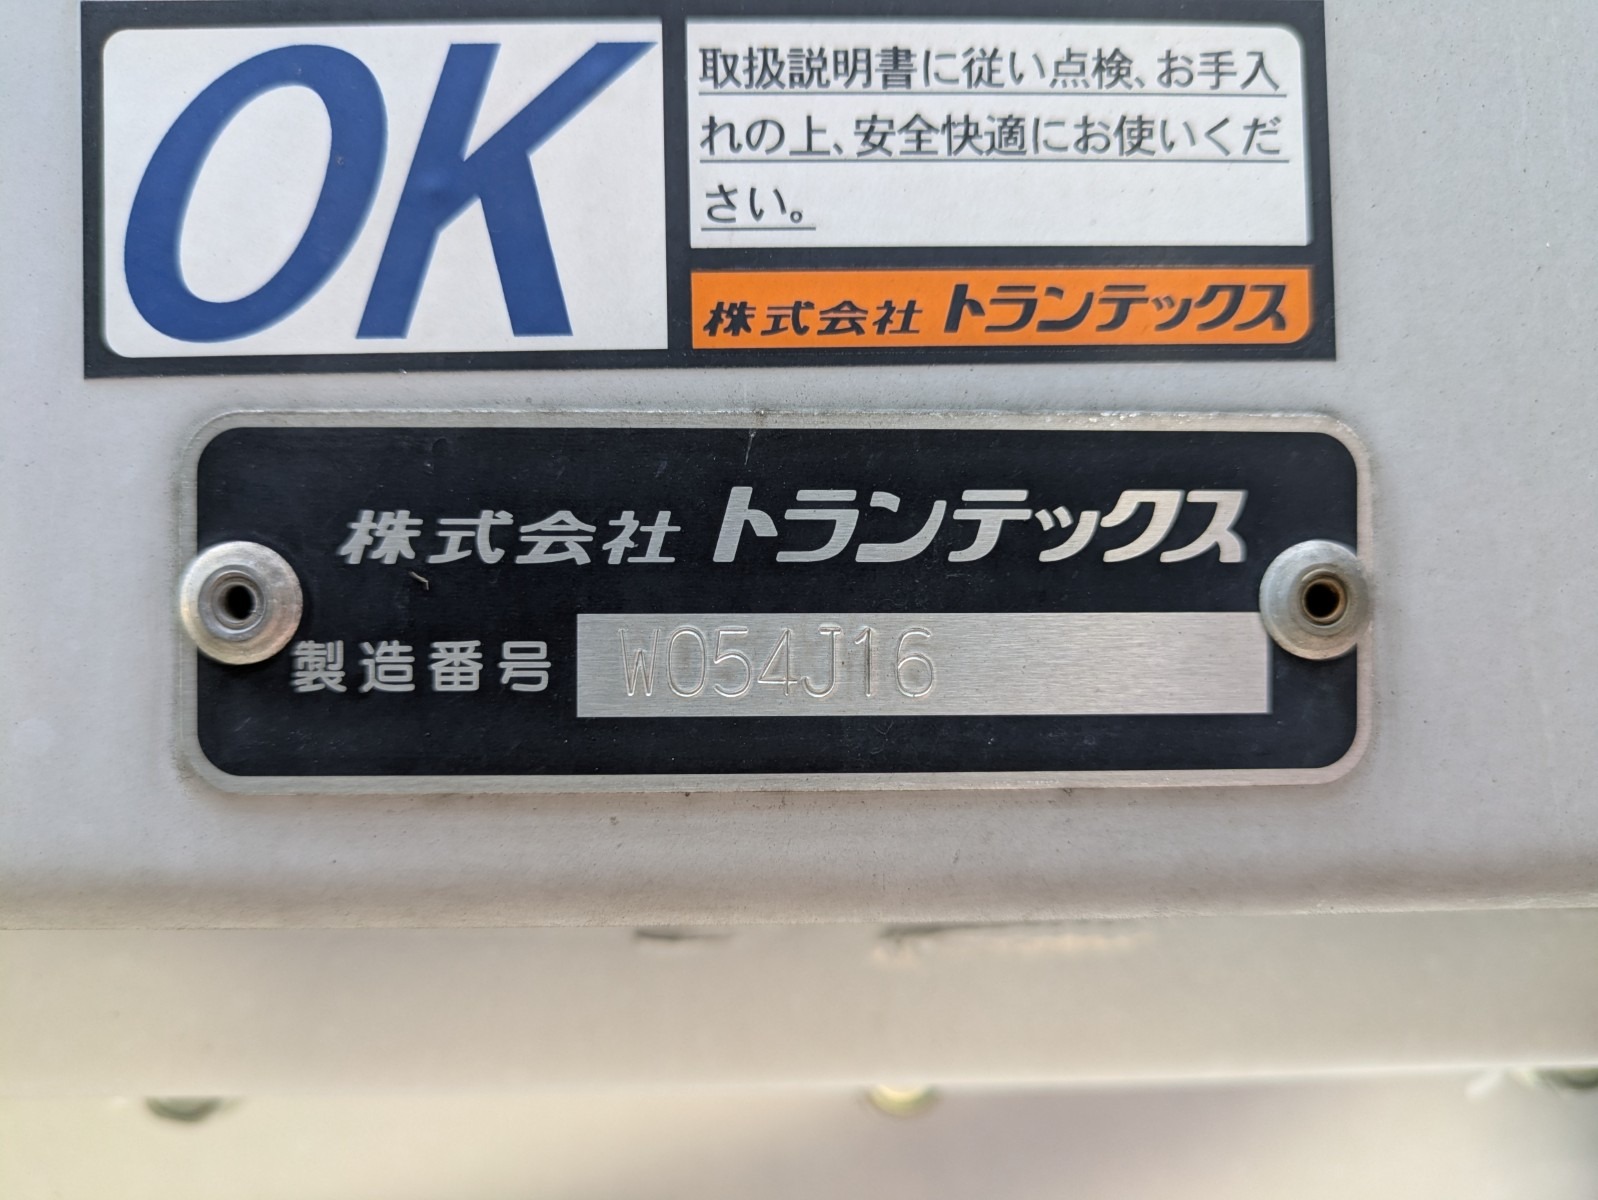 OK
取扱説明書に従い点検、お手入
れの上、安全快適にお使いくだ
さい。
株式会社 トランテックス
株式会社 トランテックス
製造番号 W054J16